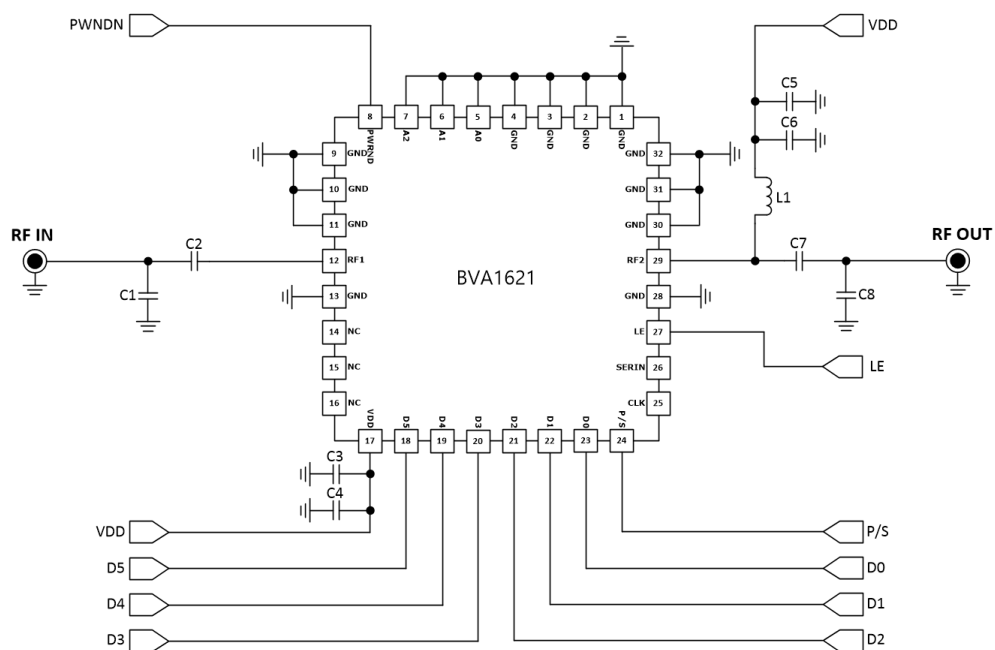 PWNDN
VDD
C5
C6
8 7 6 5 4 3 2 1
PWRND A2 A1 A0 GND GND GND GND
9 GND
GND 32
10 GND
GND 31
L1
11 GND
GND 30
RF IN
C2
12 RF1
RF2 29
C7
RF OUT
BVA1621
C1
13 GND
GND 28
C8
14 NC
LE 27
15 NC
SERIN 26
LE
16 NC
CLK 25
VDD D5 D4 D3 D2 D1 D0 P/S
17 18 19 20 21 22 23 24
C3
C4
VDD
P/S
D5
D0
D4
D1
D3
D2